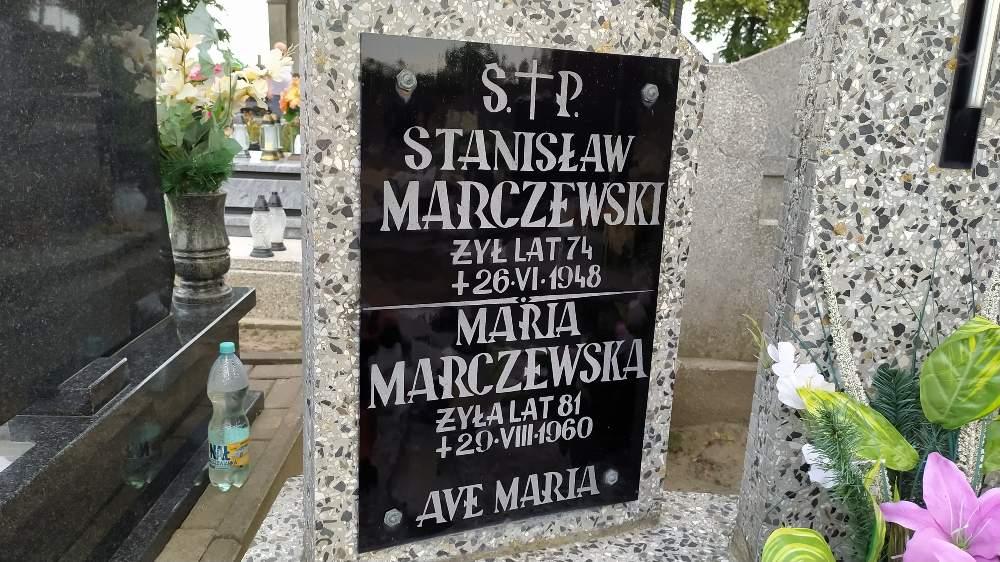 S.†P.
STANISŁAW
MARCZEWSKI
ŻYŁ LAT 74
+26·VI·1948
MARIA
MARCZEWSKA
ŻYŁA LAT 81
+29·VIII·1960
AVE MARIA